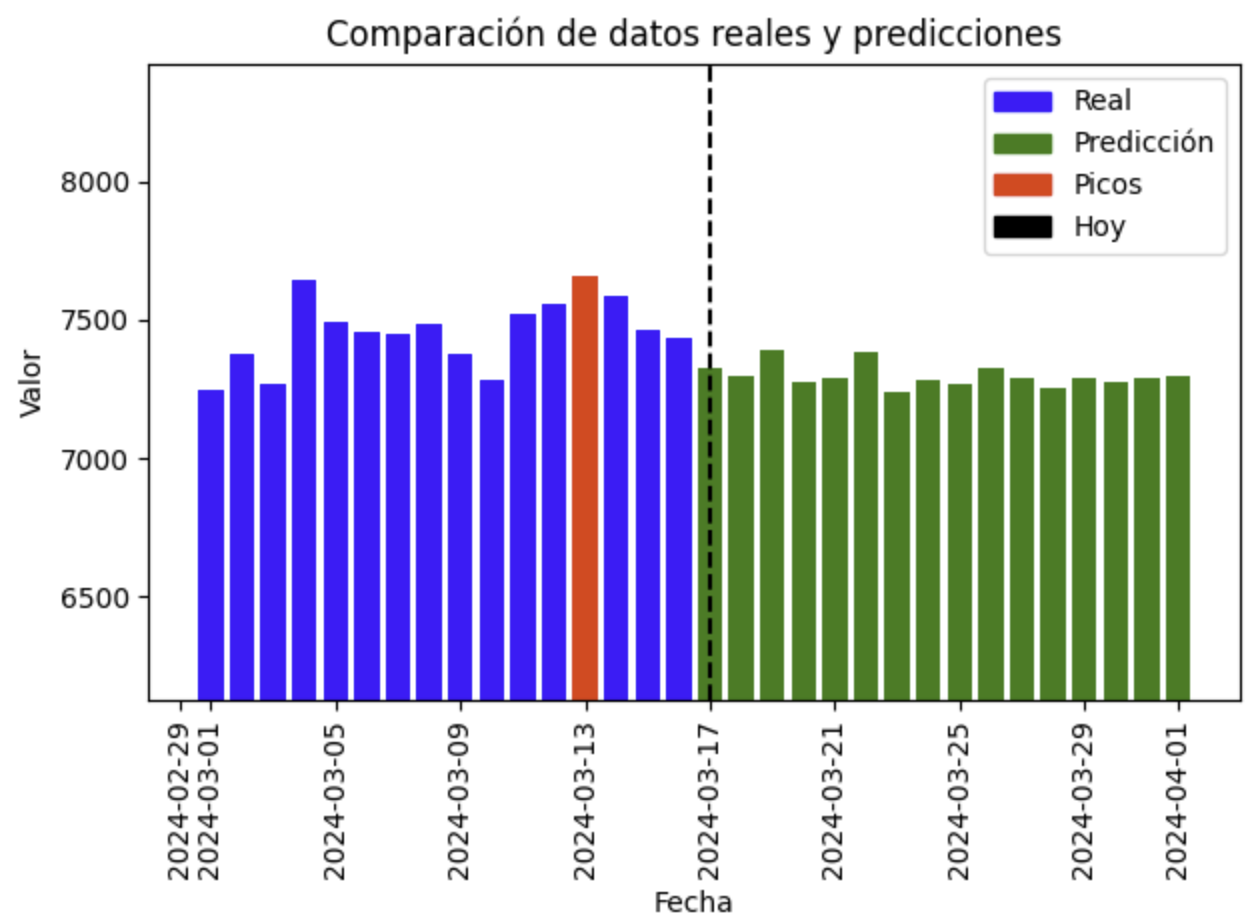 Comparación de datos reales y predicciones
Real
Predicción
Picos
Hoy
8000
7500
7000
6500
Valor
2024-02-29
2024-03-01
2024-03-05
2024-03-09
2024-03-13
2024-03-17
2024-03-21
2024-03-25
2024-03-29
2024-04-01
Fecha